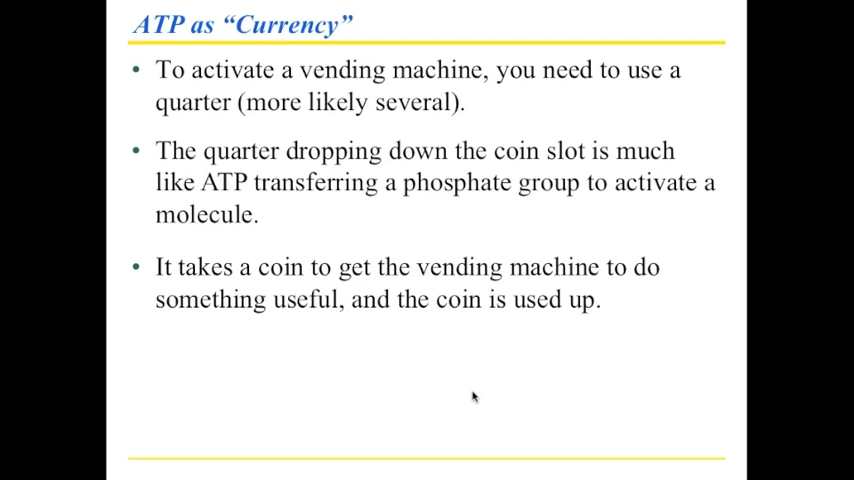 ATP as “Currency”
• To activate a vending machine, you need to use a
quarter (more likely several).
• The quarter dropping down the coin slot is much
like ATP transferring a phosphate group to activate a
molecule.
• It takes a coin to get the vending machine to do
something useful, and the coin is used up.